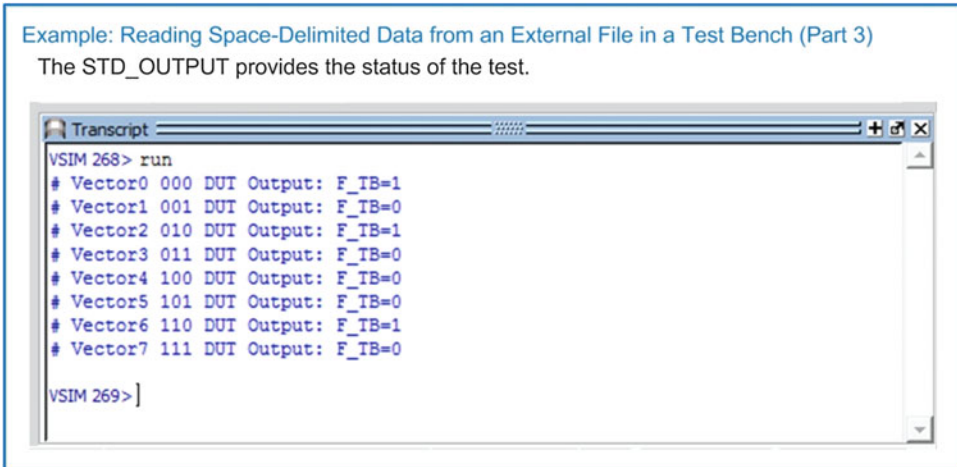 Example: Reading Space-Delimited Data from an External File in a Test Bench (Part 3)
The STD_OUTPUT provides the status of the test.
Transcript
VSIM 268> run
# Vector0 000 DUT Output: F_TB=1
# Vector1 001 DUT Output: F_TB=0
# Vector2 010 DUT Output: F_TB=1
# Vector3 011 DUT Output: F_TB=0
# Vector4 100 DUT Output: F_TB=0
# Vector5 101 DUT Output: F_TB=0
# Vector6 110 DUT Output: F_TB=1
# Vector7 111 DUT Output: F_TB=0
VSIM 269>